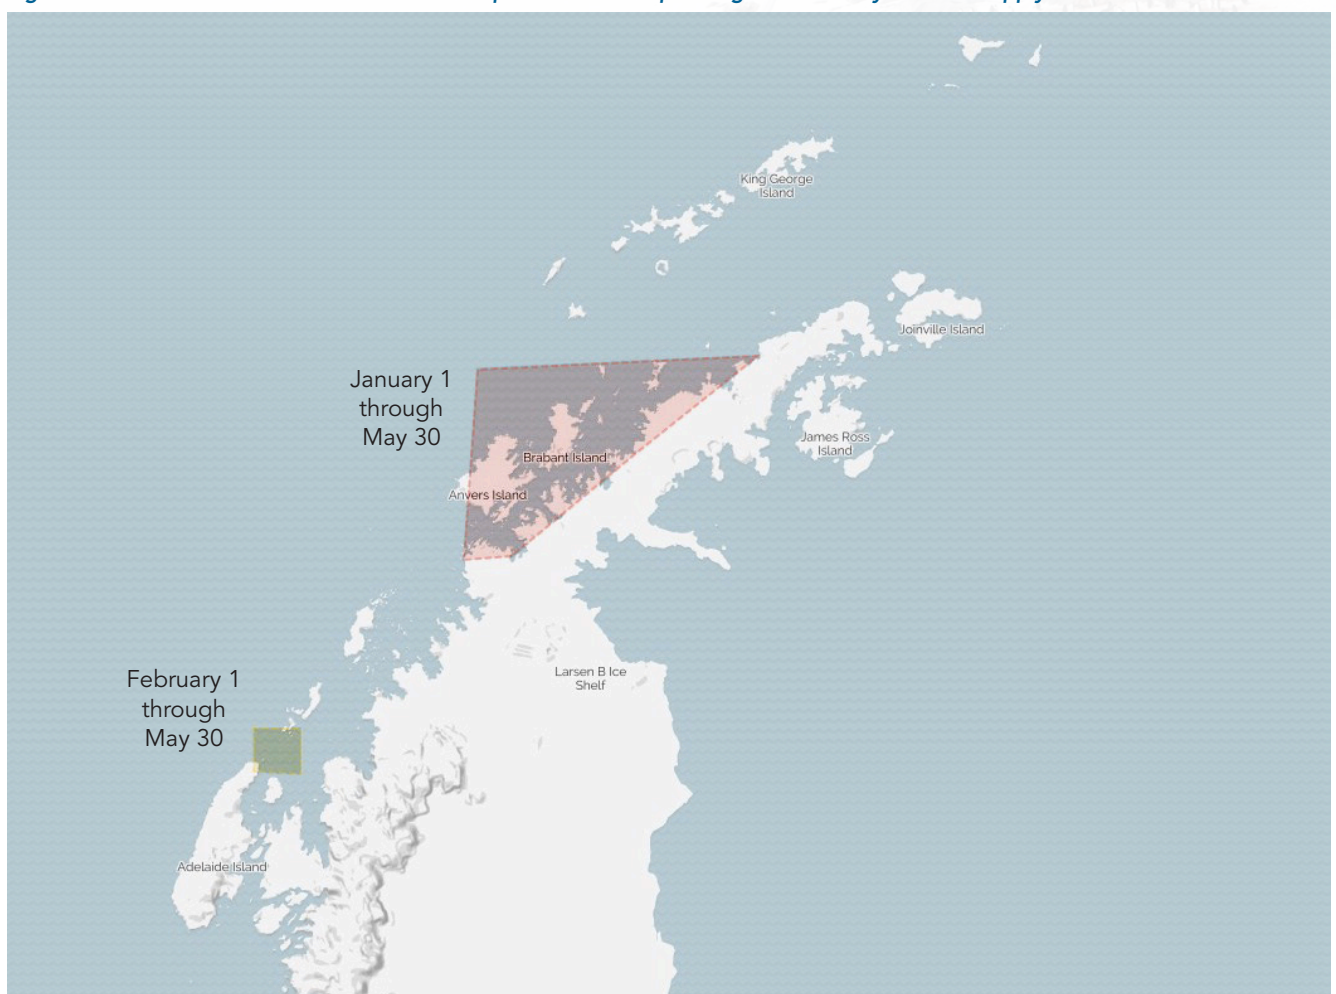 King George
Island
Joinville Island
January 1
through
May 30
James Ross
Island
Brabant Island
Anvers Island
Larsen B Ice
Shelf
February 1
through
May 30
Adelaide Island